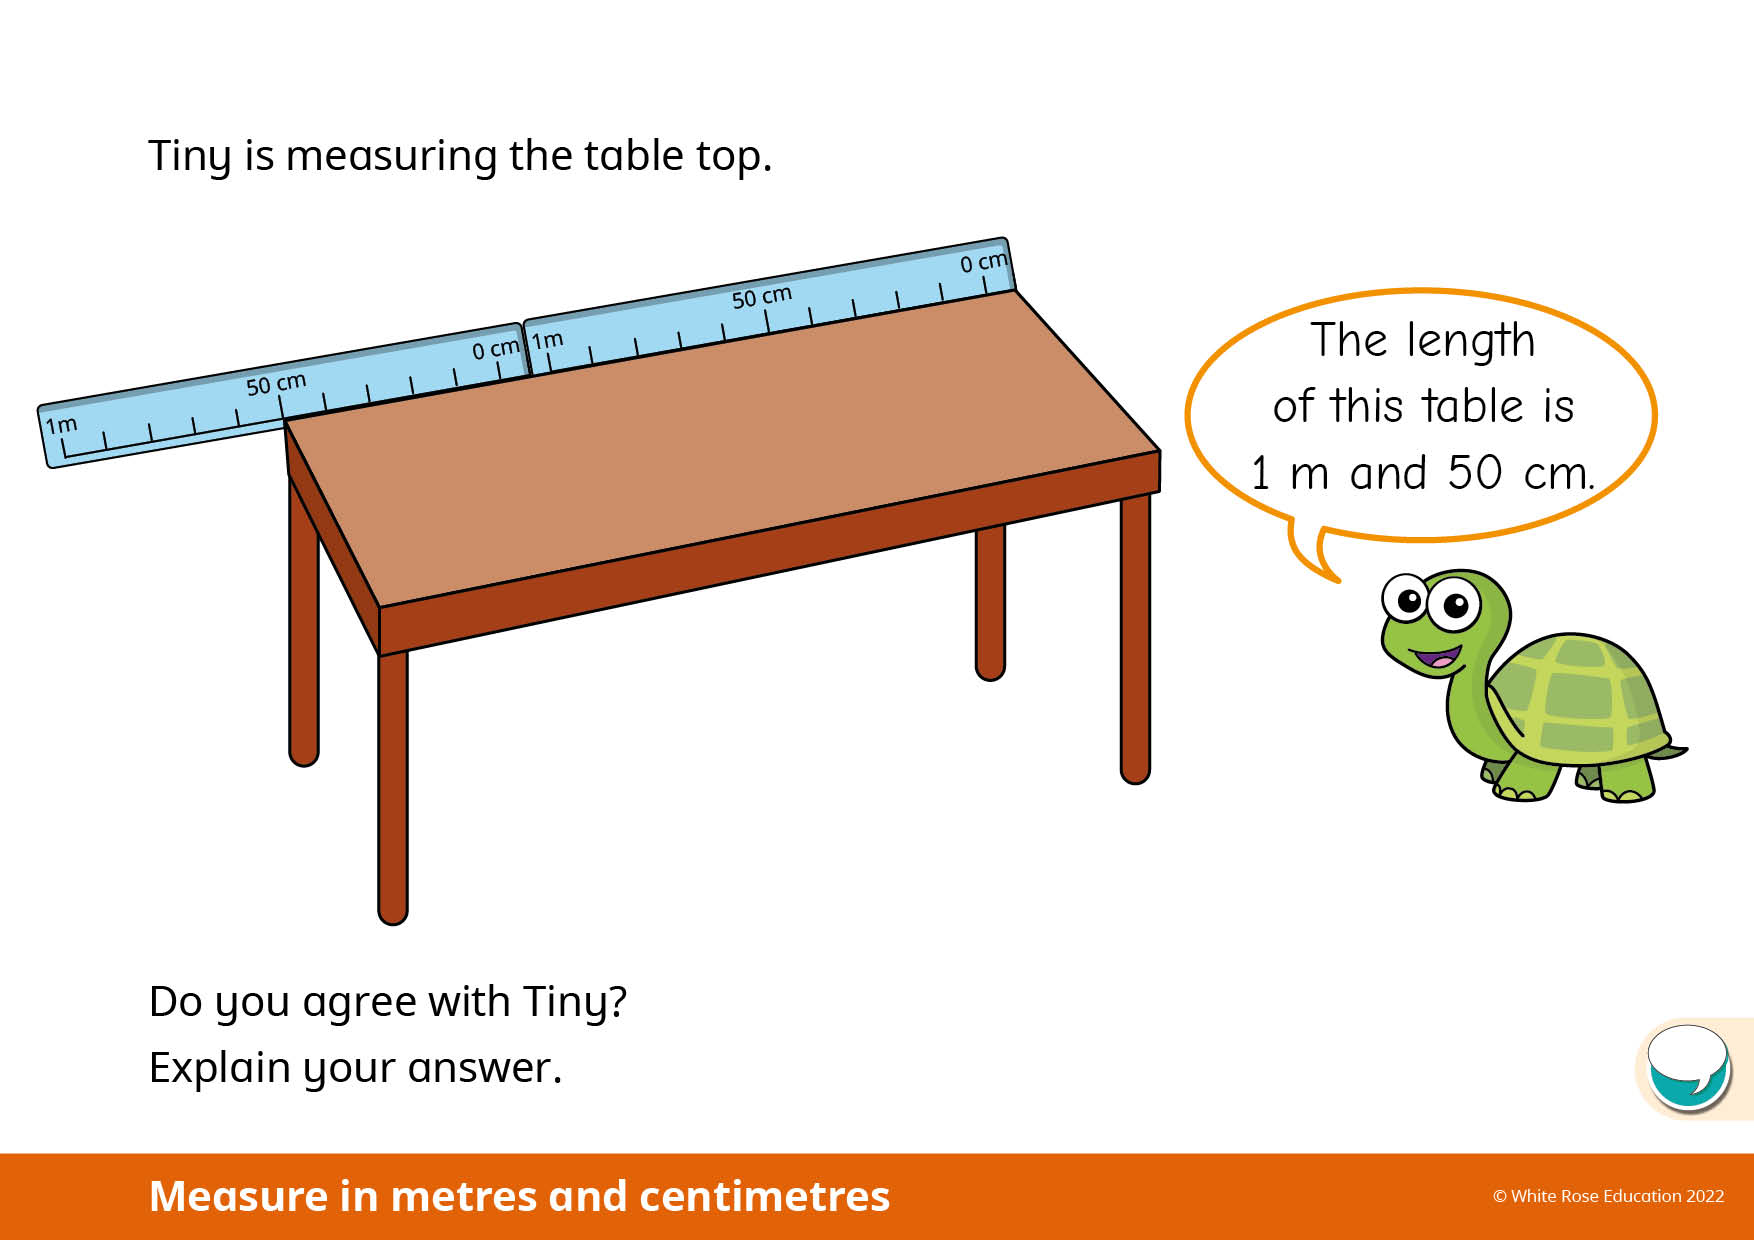 Tiny is measuring the table top.
0 cm
50 cm
1m
0 cm
50 cm
1m
The length
of this table is
1 m and 50 cm.
Do you agree with Tiny?
Explain your answer.
Measure in metres and centimetres
© White Rose Education 2022